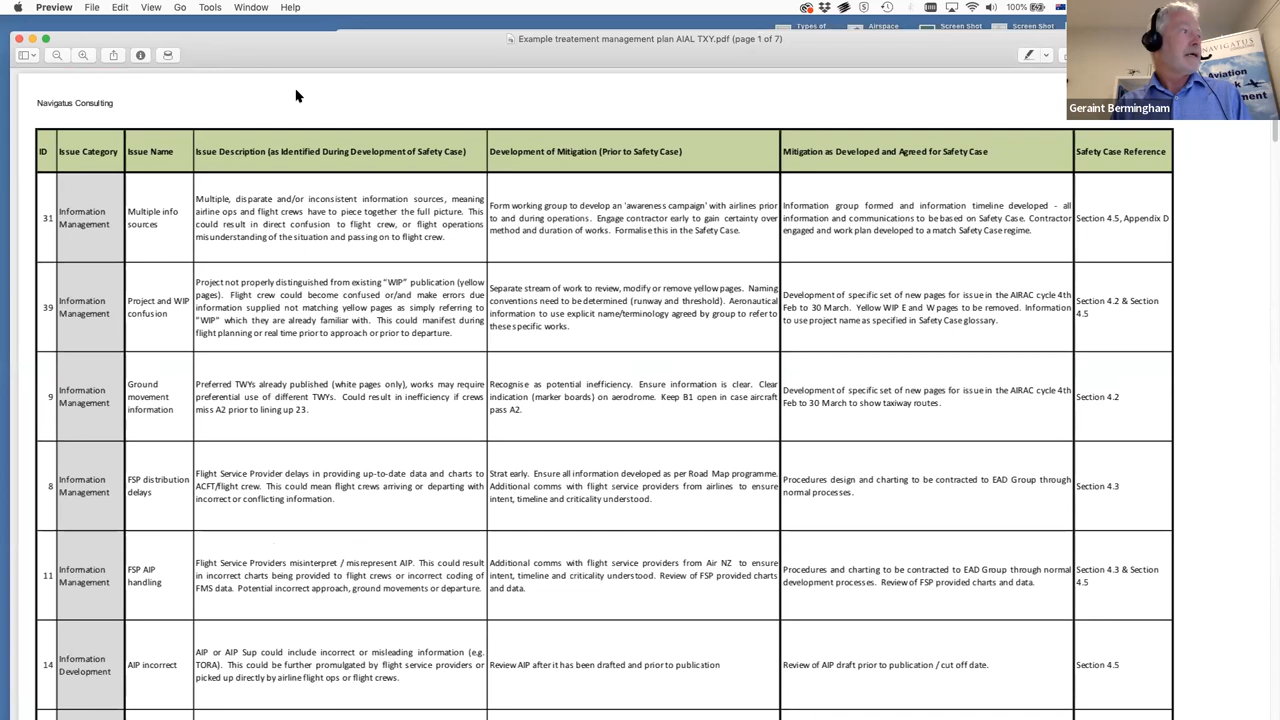 Preview File Edit View Go Tools Window Help 100%
Types of Airspace Screen Shot Screen Shot
Example treatement management plan AIAL TXY.pdf (page 1 of 7)
NAVIGATUS
Aviation
Geraint Bermingham
Navigatus Consulting
ID Issue Category Issue Name Issue Description (as Identified During Development of Safety Case) Development of Mitigation (Prior to Safety Case) Mitigation as Developed and Agreed for Safety Case Safety Case Reference
31
Information
Management
Multiple info
sources
Multiple, disparate and/or inconsistent information sources, meaning
airline ops and flight crews have to piece together the full picture. This
could result in direct confusion to flight crew, or flight operations
misunderstanding of the situation and passing on to flight crew.
Form working group to develop an 'awareness campaign' with airlines prior
to and during operations. Engage contractor early to gain certainty over
method and duration of works. Formalise this in the Safety Case.
Information group formed and information timeline developed - all
information and communications to be based on Safety Case. Contractor
engaged and work plan developed to a match Safety Case regime.
Section 4.5, Appendix D
39
Information
Management
Project and WIP
confusion
Project not properly distinguished from existing "WIP" publication (yellow
pages). Flight crew could become confused or/and make errors due
information supplied not matching yellow pages as simply referring to
"WIP" which they are already familiar with. This could manifest during
flight planning or real time prior to approach or prior to departure.
Separate stream of work to review, modify or remove yellow pages. Naming
conventions need to be determined (runway and threshold). Aeronautical
information to use explicit name/terminology agreed by group to refer to
these specific works.
Development of specific set of new pages for issue in the AIRAC cycle 4th
Feb to 30 March. Yellow WIP E and W pages to be removed. Information
to use project name as specified in Safety Case glossary.
Section 4.2 & Section
4.5
9
Information
Management
Ground
movement
information
Preferred TWYs already published (white pages only), works may require
preferential use of different TWYs. Could result in inefficiency if crews
miss A2 prior to lining up 23.
Recognise as potential inefficiency. Ensure information is clear. Clear
indication (marker boards) on aerodrome. Keep B1 open in case aircraft
pass A2.
Development of specific set of new pages for issue in the AIRAC cycle 4th
Feb to 30 March to show taxiway routes.
Section 4.2
8
Information
Management
FSP distribution
delays
Flight Service Provider delays in providing up-to-date data and charts to
ACFT/flight crew. This could mean flight crews arriving or departing with
incorrect or conflicting information.
Strat early. Ensure all information developed as per Road Map programme.
Additional comms with flight service providers from airlines to ensure
intent, timeline and criticality understood.
Procedures design and charting to be contracted to EAD Group through
normal processes.
Section 4.3
11
Information
Management
FSP AIP
handling
Flight Service Providers misinterpret / misrepresent AIP. This could result
in incorrect charts being provided to flight crews or incorrect coding of
FMS data. Potential incorrect approach, ground movements or departure.
Additional comms with flight service providers from Air NZ to ensure
intent, timeline and criticality understood. Review of FSP provided charts
and data.
Procedures and charting to be contracted to EAD Group through normal
development processes. Review of FSP provided charts and data.
Section 4.3 & Section
4.5
14
Information
Development
AIP incorrect
AIP or AIP Sup could include incorrect or misleading information (e.g.
TORA). This could be further promulgated by flight service providers or
picked up directly by airline flight ops or flight crews.
Review AIP after it has been drafted and prior to publication
Review of AIP draft prior to publication / cut off date.
Section 4.5